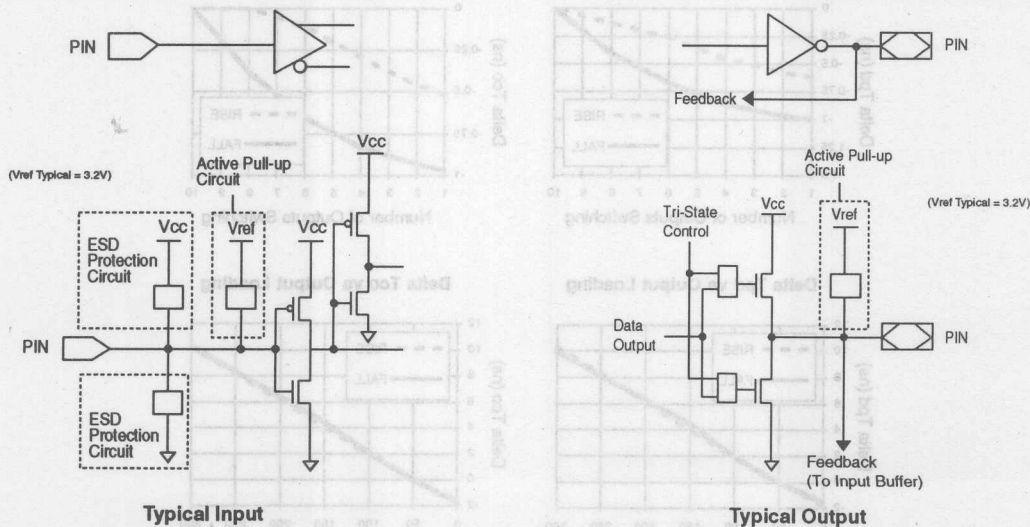 PIN
PIN
Feedback
Vcc
Active Pull-up
Circuit
(Vref Typical = 3.2V)
ESD
Protection
Circuit
Vcc
Vref
Vcc
PIN
ESD
Protection
Circuit
Typical Input
Active Pull-up
Circuit
Vcc
Vref
(Vref Typical = 3.2V)
Tri-State
Control
Data
Output
PIN
Feedback
(To Input Buffer)
Typical Output